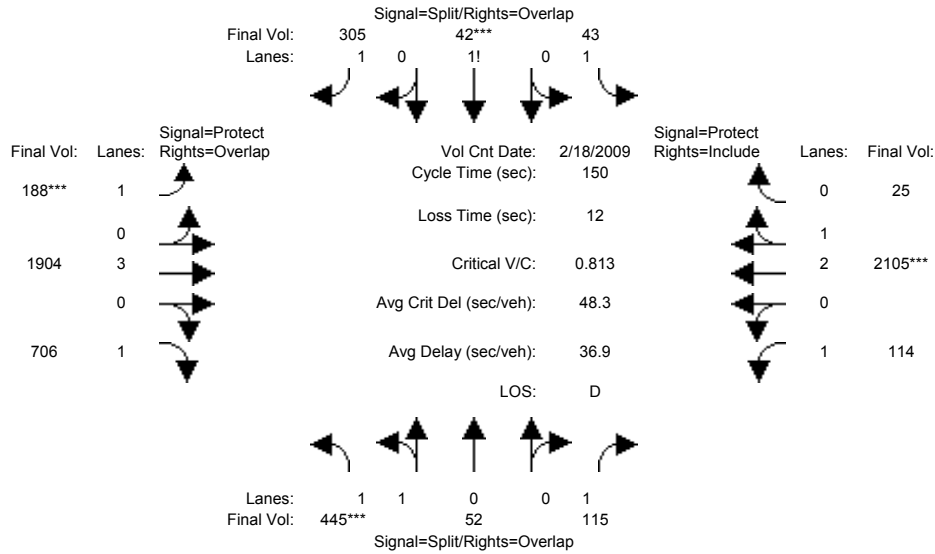 Signal=Split/Rights=Overlap
Final Vol: 305 42*** 43
Lanes: 1 0 1! 0 1
Signal=Protect
Final Vol: Lanes: Rights=Overlap
Vol Cnt Date: 2/18/2009
Signal=Protect
Rights=Include Lanes: Final Vol:
Cycle Time (sec): 150
188*** 1
0 25
Loss Time (sec): 12
0
1
1904 3
Critical V/C: 0.813
2 2105***
0
Avg Crit Del (sec/veh): 48.3
0
706 1
Avg Delay (sec/veh): 36.9
1 114
LOS: D
Lanes: 1 1 0 0 1
Final Vol: 445*** 52 115
Signal=Split/Rights=Overlap